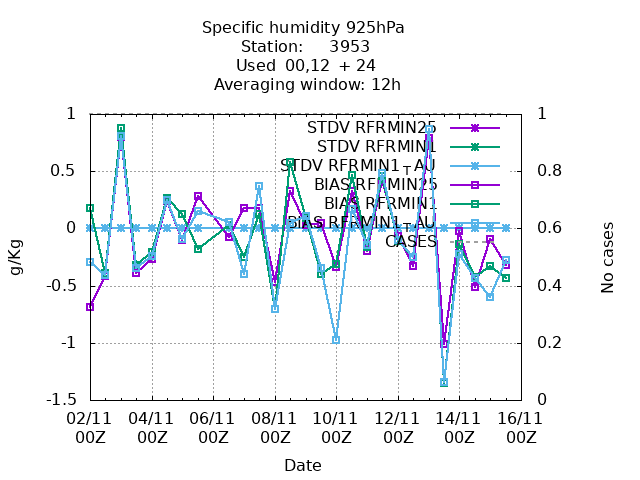 Specific humidity 925hPa
Station: 3953
Used 00,12 + 24
Averaging window: 12h
STDV RFRMIN25
STDV RFRMIN1
STDV RFRMIN1_TAU
BIAS RFRMIN25
BIAS RFRMIN1
BIAS RFRMIN1_TAU
CASES
g/Kg
1
0.5
0
-0.5
-1
-1.5
1
0.8
0.6
0.4
0.2
0
No cases
02/11 04/11 06/11 08/11 10/11 12/11 14/11 16/11
00Z 00Z 00Z 00Z 00Z 00Z 00Z 00Z
Date